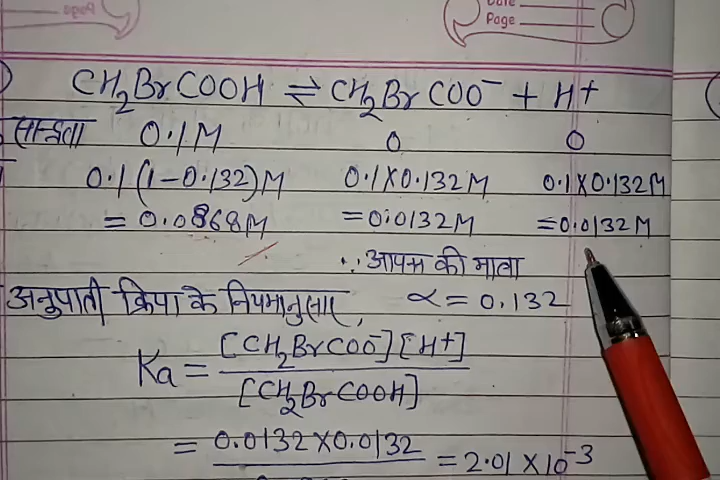 Date
Page
CH₂BrCOOH ⇌ CH₂BrCOO⁻ + H⁺
सान्द्रता 0.1M 0 0
0.1(1-0.132)M 0.1×0.132M 0.1×0.132M
= 0.0868M =0.0132M =0.0132M
∵ आयनन की मात्रा
अनुपाती क्रिया के नियमानुसार, α = 0.132
Ka = [CH₂BrCOO⁻][H⁺]
[CH₂BrCOOH]
= 0.0132×0.0132 = 2.01×10⁻³